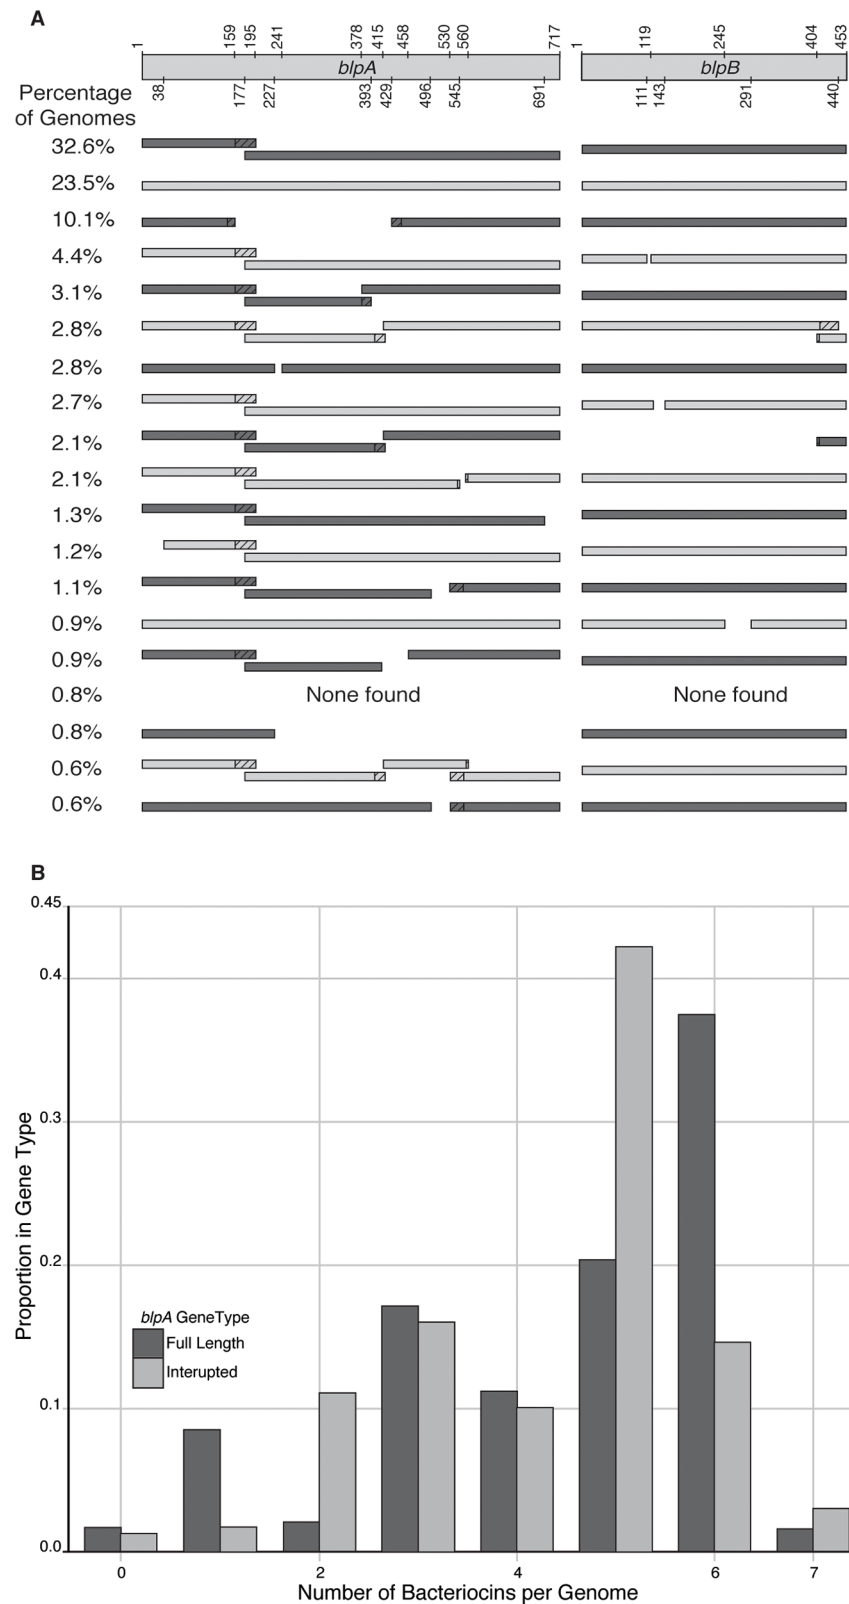 A
1 159 195 241 378 415 458 530 560 717 1 119 245 404 453
blpA blpB
38 177 227 393 429 496 545 691 111 143 291 440
Percentage
of Genomes
32.6%
23.5%
10.1%
4.4%
3.1%
2.8%
2.8%
2.7%
2.1%
2.1%
1.3%
1.2%
1.1%
0.9%
0.9%
0.8% None found None found
0.8%
0.6%
0.6%
B
Proportion in Gene Type
0.45
0.4
0.3
0.2
blpA GeneType
Full Length
Interupted
0.1
0.0
0 2 4 6 7
Number of Bacteriocins per Genome